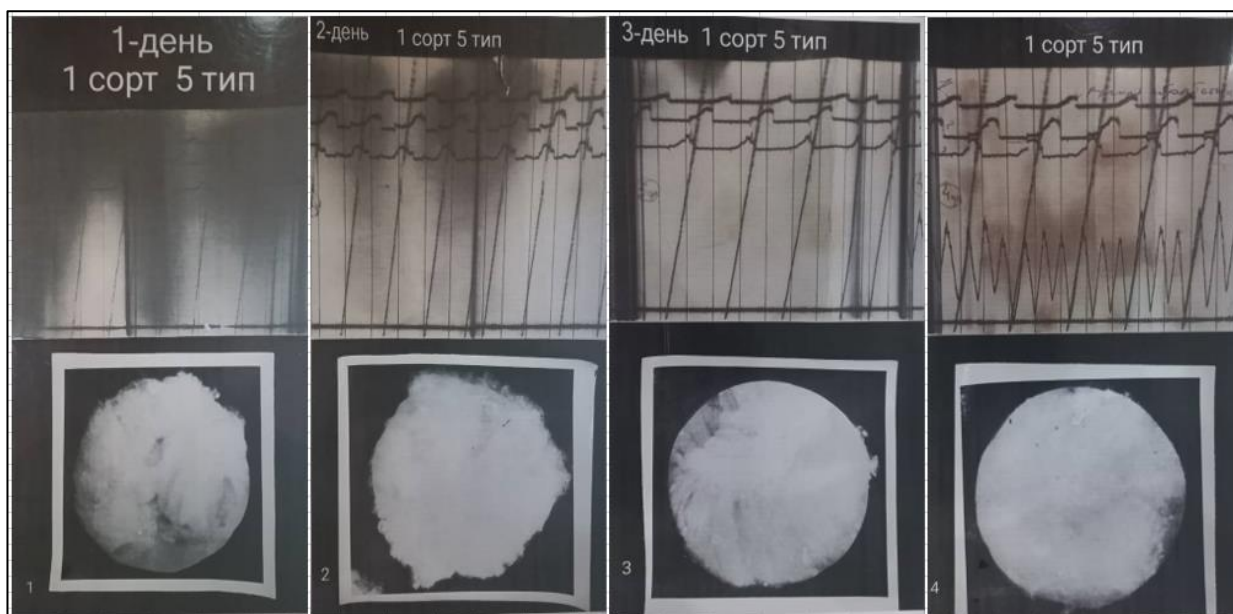 1-день
1 сорт 5 тип
2-день 1 сорт 5 тип
3-день 1 сорт 5 тип
1 сорт 5 тип
1
2
3
4